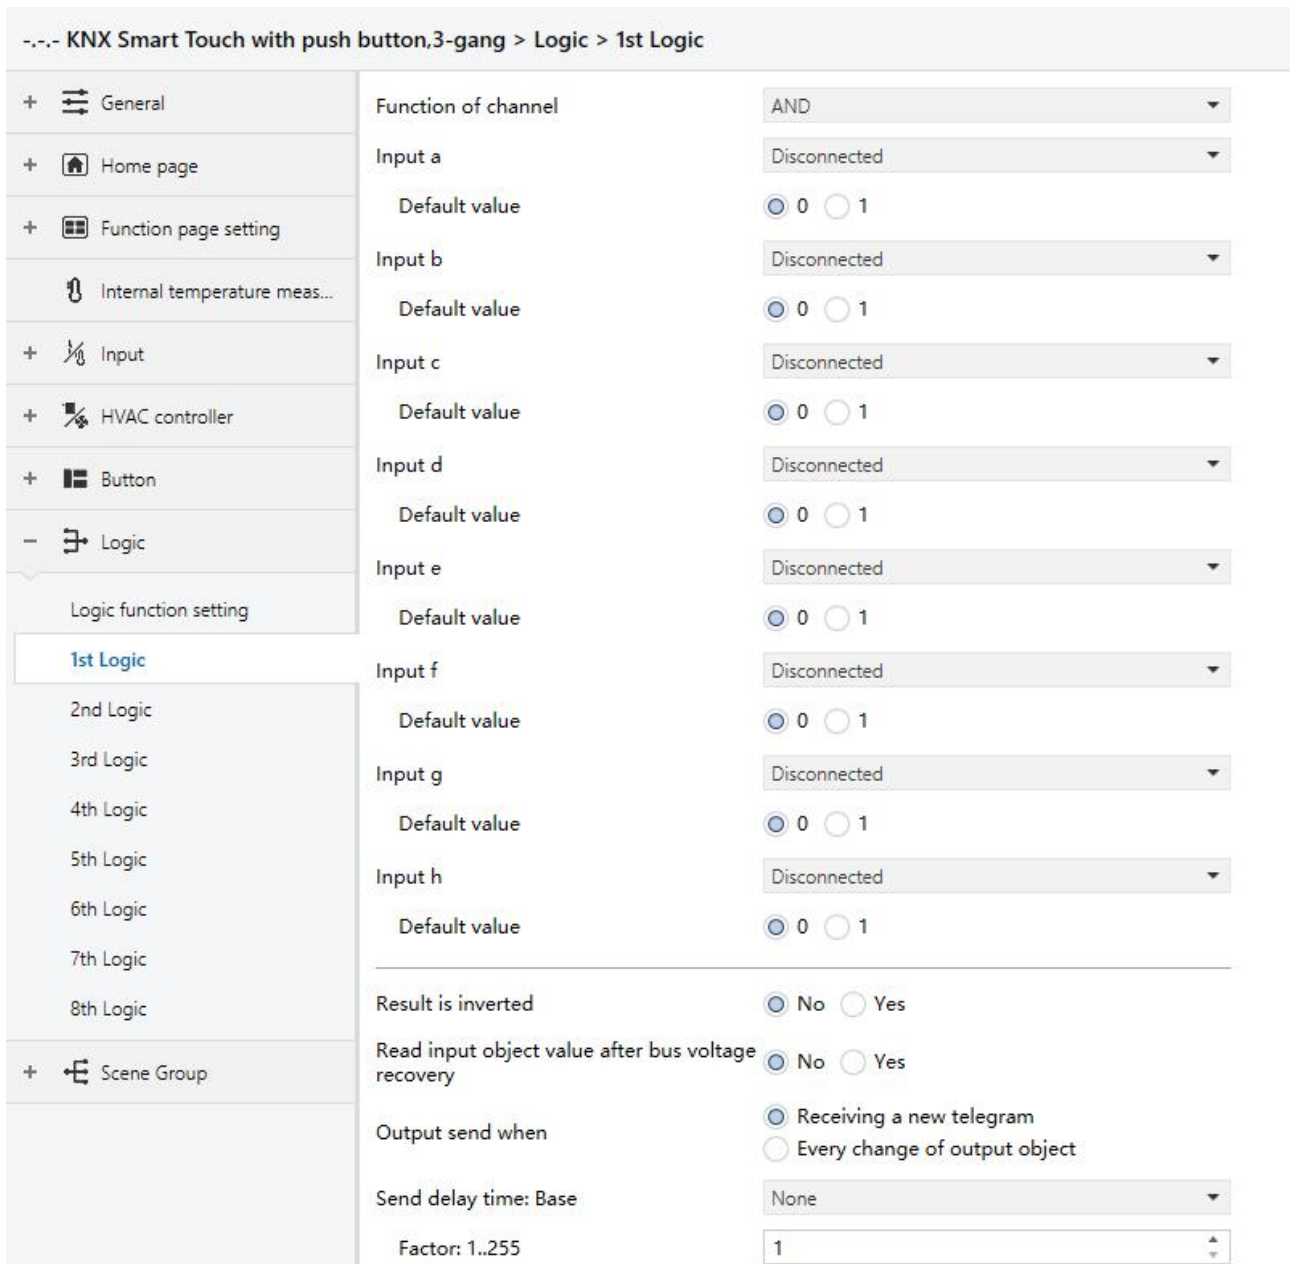 -.-.- KNX Smart Touch with push button,3-gang > Logic > 1st Logic
+ General
+ Home page
+ Function page setting
Internal temperature meas...
+ Input
+ HVAC controller
+ Button
− Logic
Logic function setting
1st Logic
2nd Logic
3rd Logic
4th Logic
5th Logic
6th Logic
7th Logic
8th Logic
+ Scene Group
Function of channel AND
Input a Disconnected
Default value 0 1
Input b Disconnected
Default value 0 1
Input c Disconnected
Default value 0 1
Input d Disconnected
Default value 0 1
Input e Disconnected
Default value 0 1
Input f Disconnected
Default value 0 1
Input g Disconnected
Default value 0 1
Input h Disconnected
Default value 0 1
Result is inverted No Yes
Read input object value after bus voltage
recovery No Yes
Output send when Receiving a new telegram
Every change of output object
Send delay time: Base None
Factor: 1..255 1